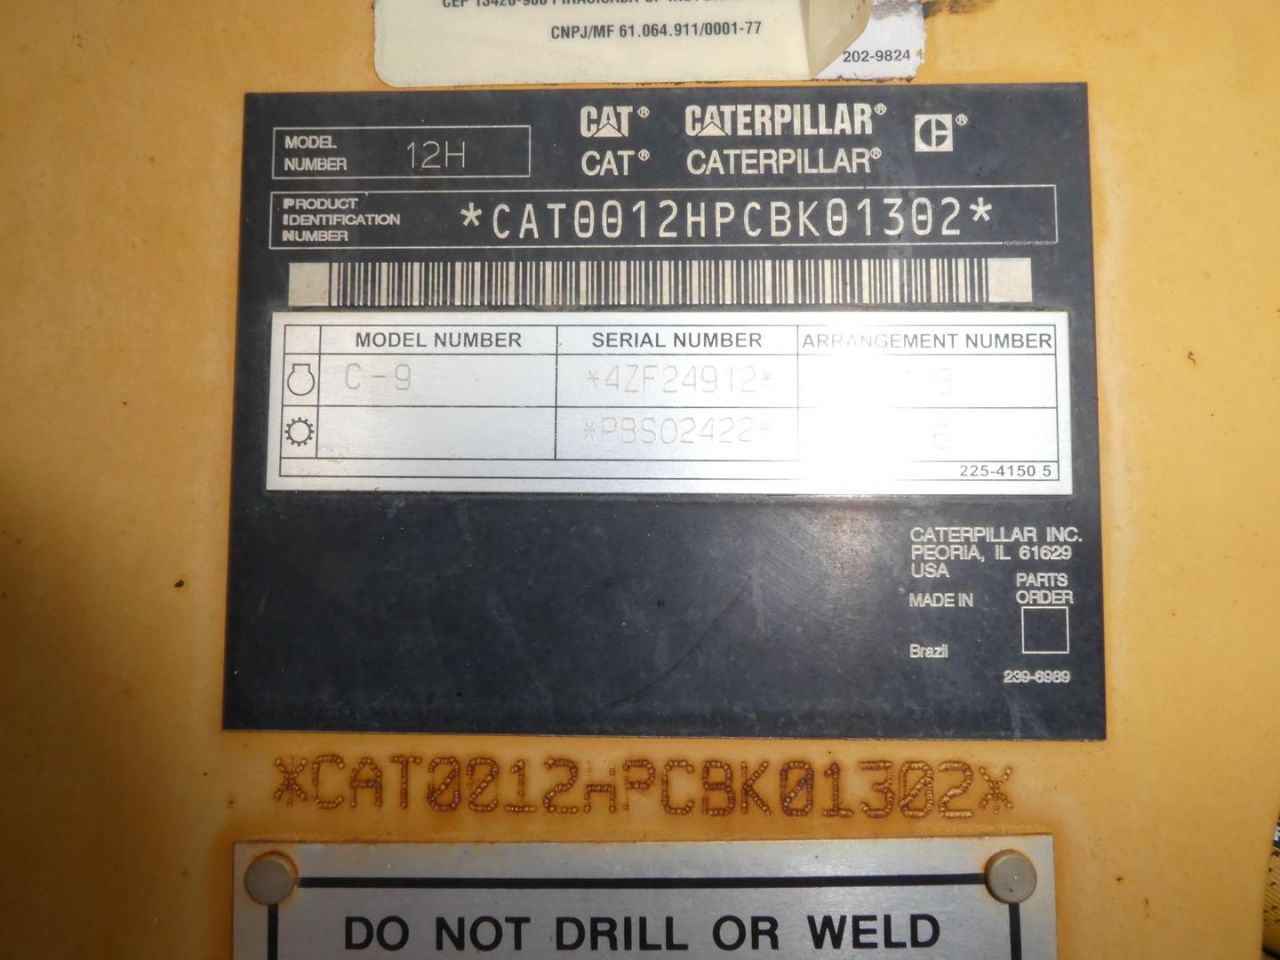 CNPJ/MF 61.064.911/0001-77
202-9824
CAT® CATERPILLAR® ®
CAT® CATERPILLAR®
MODEL NUMBER 12H
PRODUCT IDENTIFICATION NUMBER *CAT0012HPCBK01302*
MODEL NUMBER SERIAL NUMBER ARRANGEMENT NUMBER
C-9 *4ZF24912*
*PBS02422* 6
225-4150 5
CATERPILLAR INC.
PEORIA, IL 61629
USA
MADE IN
Brazil
PARTS
ORDER
239-6989
*CAT0012HPCBK01302*
DO NOT DRILL OR WELD